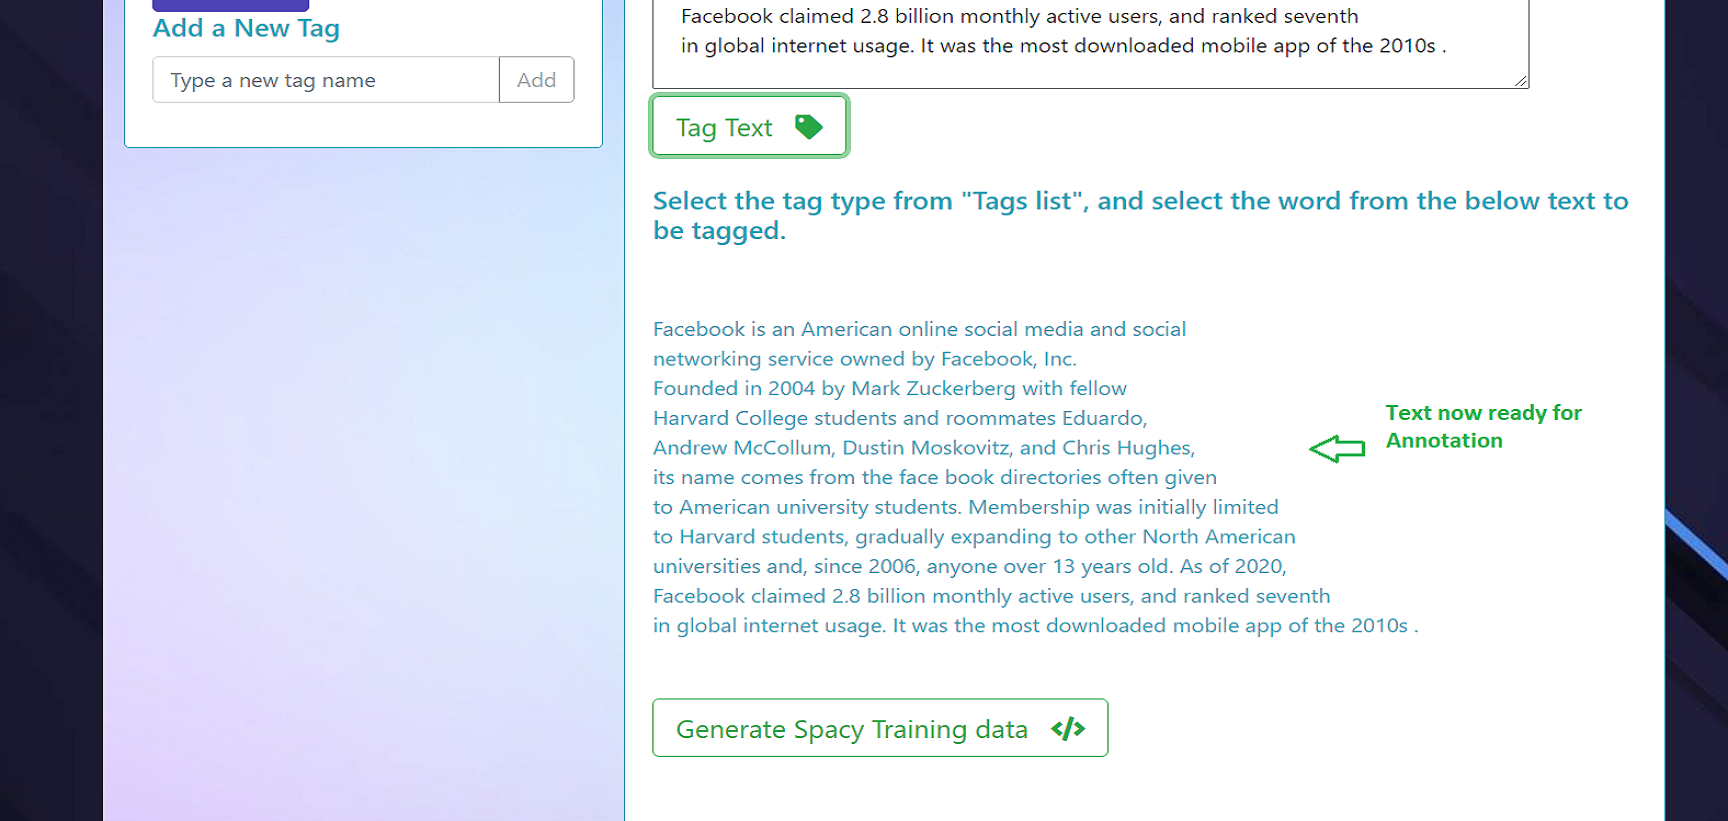 Add a New Tag
Type a new tag name
Add
Facebook claimed 2.8 billion monthly active users, and ranked seventh
in global internet usage. It was the most downloaded mobile app of the 2010s .
Tag Text
Select the tag type from "Tags list", and select the word from the below text to
be tagged.
Facebook is an American online social media and social
networking service owned by Facebook, Inc.
Founded in 2004 by Mark Zuckerberg with fellow
Harvard College students and roommates Eduardo,
Andrew McCollum, Dustin Moskovitz, and Chris Hughes,
its name comes from the face book directories often given
to American university students. Membership was initially limited
to Harvard students, gradually expanding to other North American
universities and, since 2006, anyone over 13 years old. As of 2020,
Facebook claimed 2.8 billion monthly active users, and ranked seventh
in global internet usage. It was the most downloaded mobile app of the 2010s .
Text now ready for
Annotation
Generate Spacy Training data </>